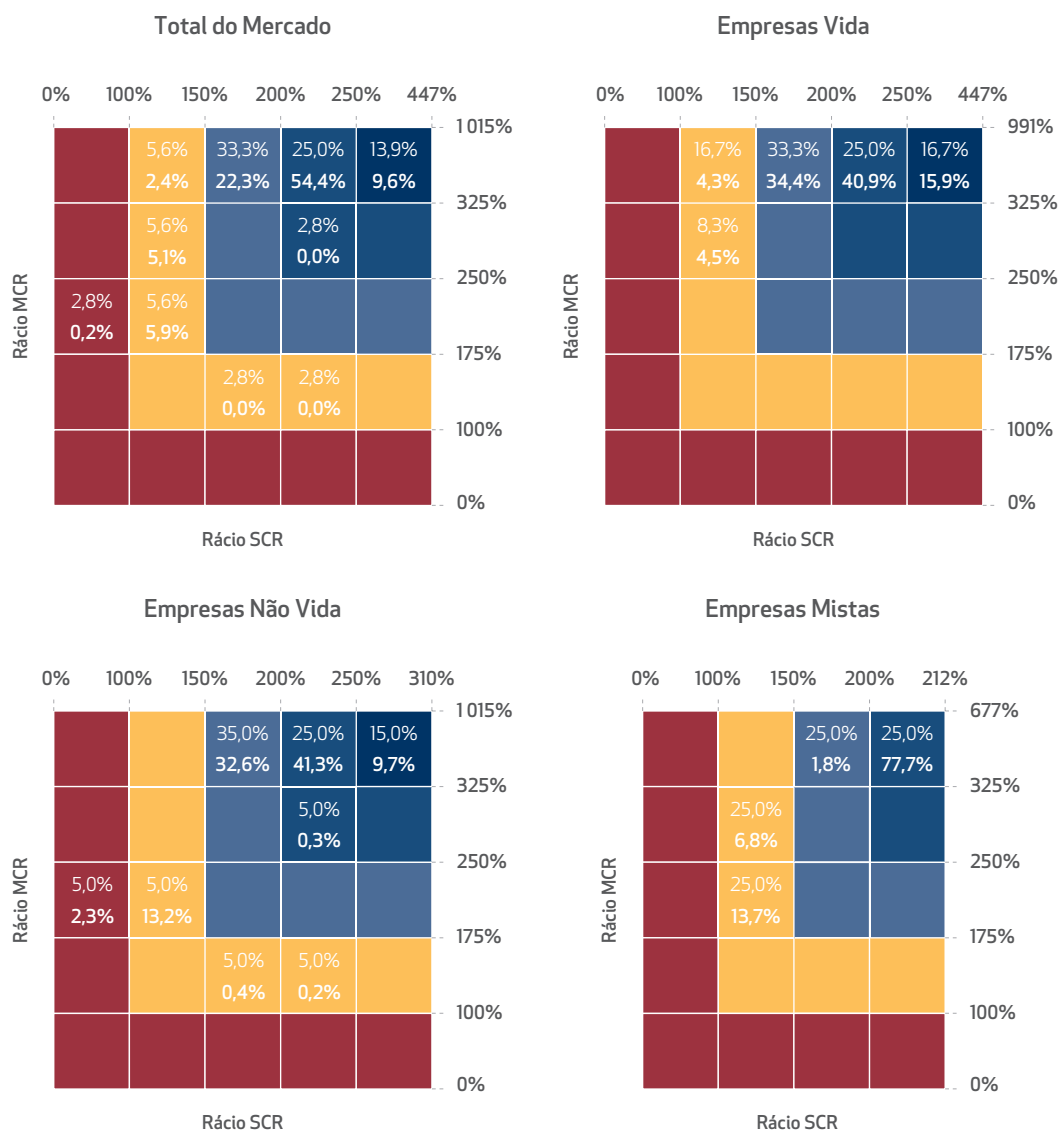 Total do Mercado
0% 100% 150% 200% 250% 447%
1 015%
5,6% 33,3% 25,0% 13,9%
2,4% 22,3% 54,4% 9,6%
325%
5,6% 2,8%
5,1% 0,0%
250%
2,8% 5,6%
0,2% 5,9%
175%
2,8% 2,8%
0,0% 0,0%
100%
0%
Rácio MCR
Rácio SCR
Empresas Vida
0% 100% 150% 200% 250% 447%
991%
16,7% 33,3% 25,0% 16,7%
4,3% 34,4% 40,9% 15,9%
325%
8,3%
4,5%
250%
175%
100%
0%
Rácio MCR
Rácio SCR
Empresas Não Vida
0% 100% 150% 200% 250% 310%
1 015%
35,0% 25,0% 15,0%
32,6% 41,3% 9,7%
325%
5,0%
0,3%
250%
5,0% 5,0%
2,3% 13,2%
175%
5,0% 5,0%
0,4% 0,2%
100%
0%
Rácio MCR
Rácio SCR
Empresas Mistas
0% 100% 150% 200% 212%
677%
25,0% 25,0%
1,8% 77,7%
325%
25,0%
6,8%
250%
25,0%
13,7%
175%
100%
0%
Rácio MCR
Rácio SCR